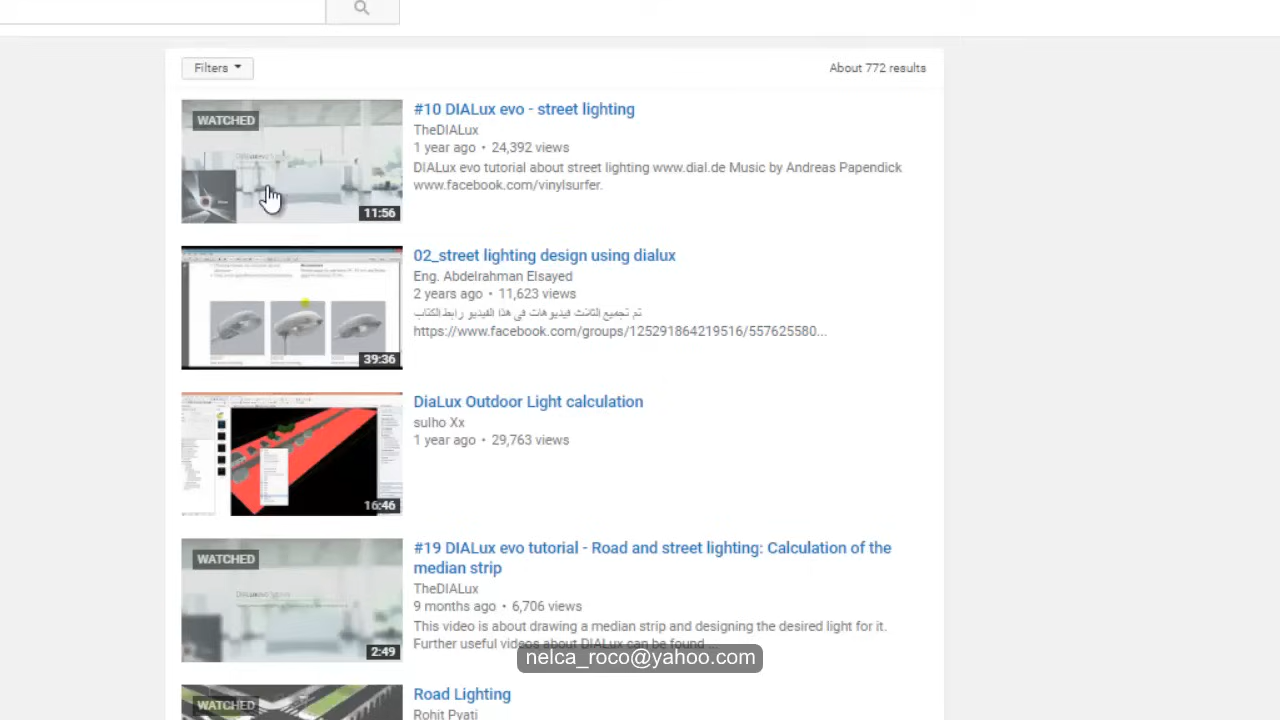 Filters
About 772 results
WATCHED
11:56
#10 DIALux evo - street lighting
TheDIALux
1 year ago • 24,392 views
DIALux evo tutorial about street lighting www.dial.de Music by Andreas Papendick
www.facebook.com/vinylsurfer.
39:36
02_street lighting design using dialux
Eng. Abdelrahman Elsayed
2 years ago • 11,623 views
تم تجميع الثلاث فيديوهات فى هذا الفيديو رابط الكتاب
https://www.facebook.com/groups/125291864219516/557625580...
16:46
DiaLux Outdoor Light calculation
sulho Xx
1 year ago • 29,763 views
WATCHED
2:49
#19 DIALux evo tutorial - Road and street lighting: Calculation of the
median strip
TheDIALux
9 months ago • 6,706 views
This video is about drawing a median strip and designing the desired light for it.
Further useful videos about DIALux can be found ...
nelca_roco@yahoo.com
WATCHED
Road Lighting
Rohit Pyati